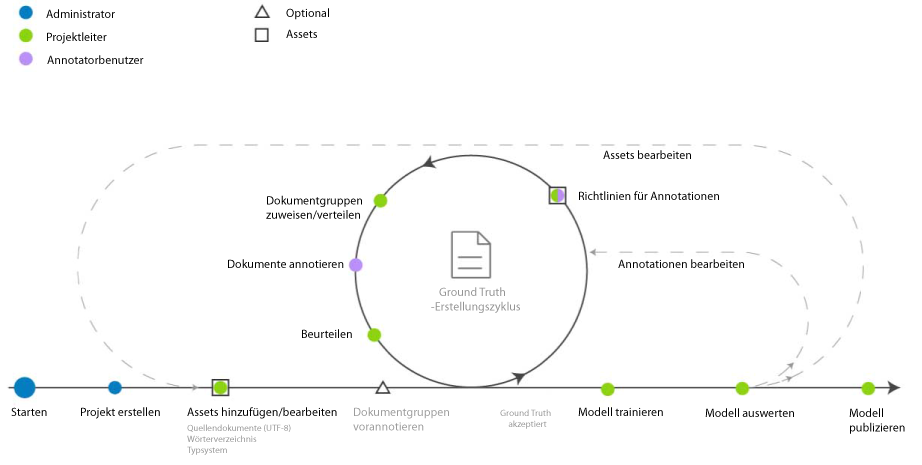 Administrator
Projektleiter
Annotatorbenutzer
Optional
Assets
Assets bearbeiten
Richtlinien für Annotationen
Dokumentgruppen
zuweisen/verteilen
Dokumente annotieren
Annotationen bearbeiten
Ground Truth
-Erstellungszyklus
Beurteilen
Starten
Projekt erstellen
Assets hinzufügen/bearbeiten
Quellendokumente (UTF-8)
Wörterverzeichnis
Typsystem
Dokumentgruppen
vorannotieren
Ground Truth
akzeptiert
Modell trainieren
Modell auswerten
Modell
publizieren